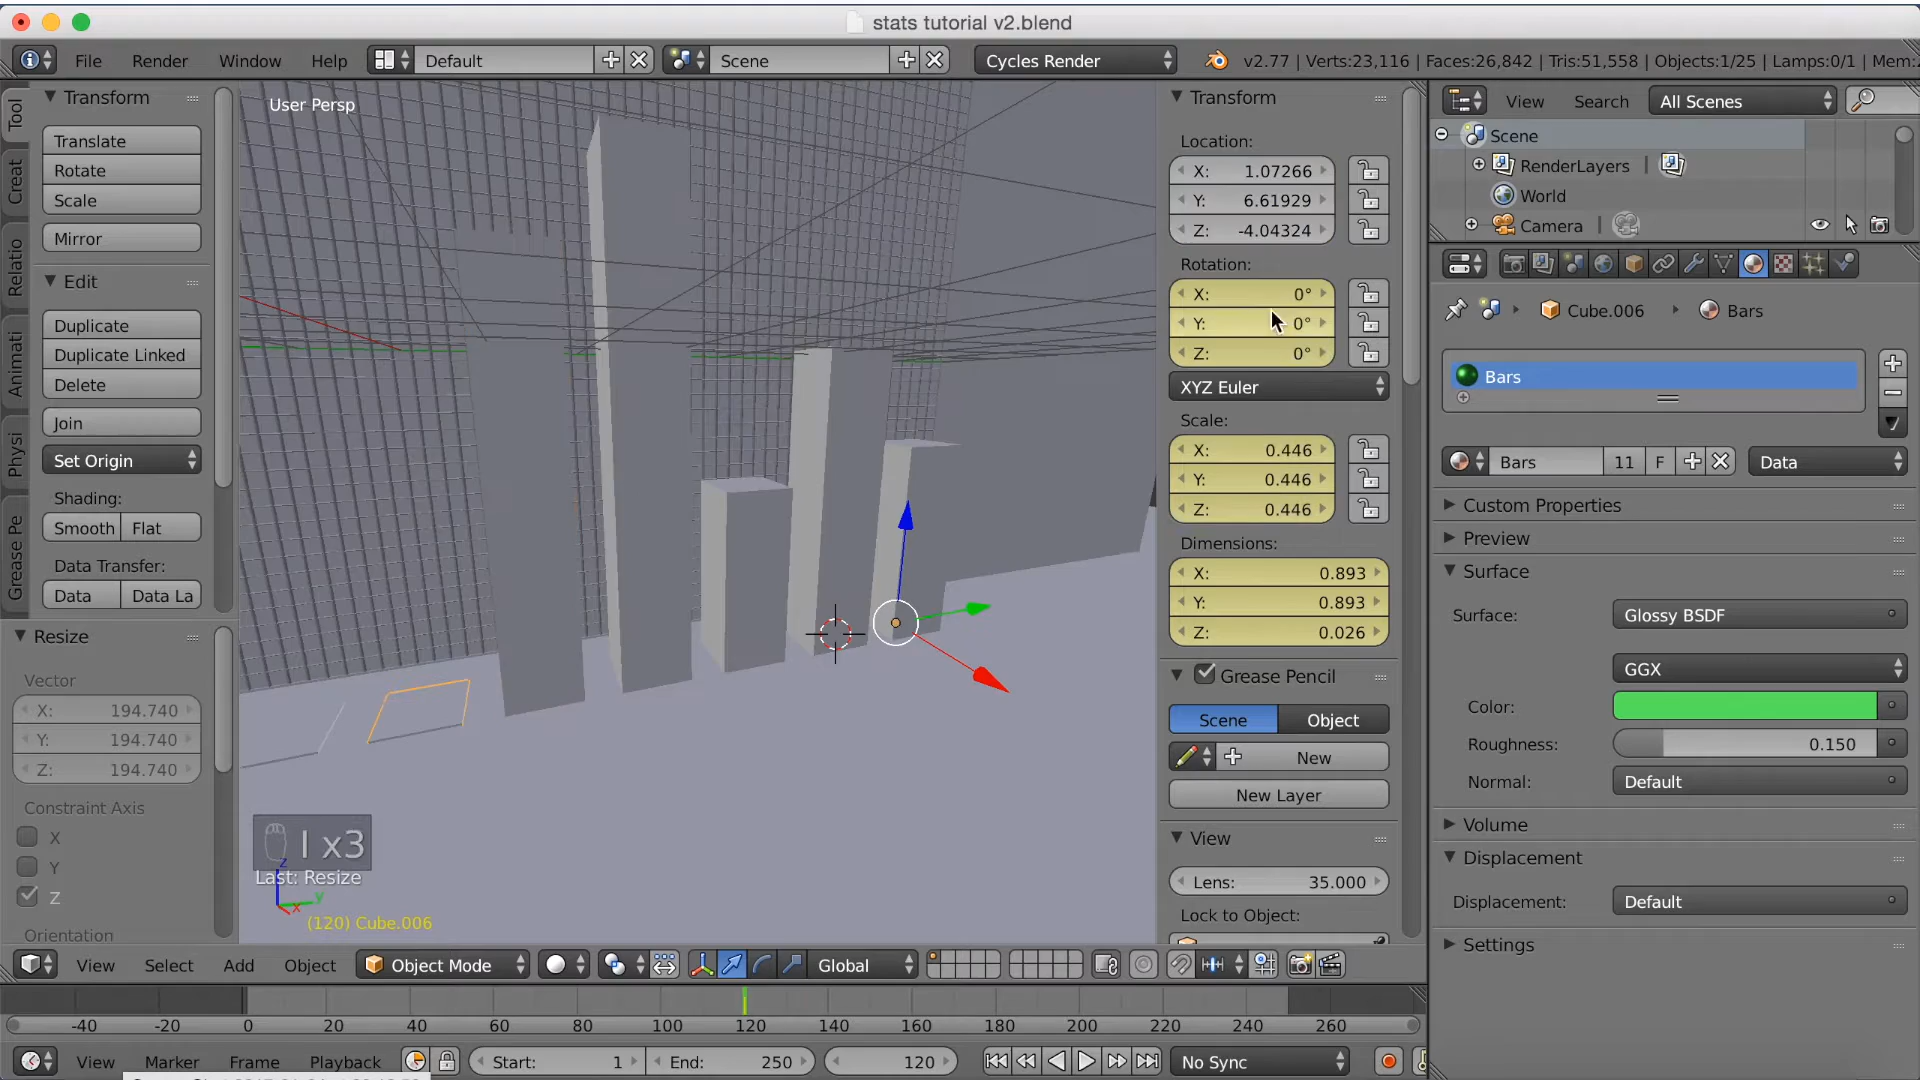 stats tutorial v2.blend
File Render Window Help Default Scene Cycles Render v2.77 | Verts:23,116 | Faces:26,842 | Tris:51,558 | Objects:1/25 | Lamps:0/1 | Mem:
Tool
Creat
Relatio
Animati
Physi
Grease Pe
Transform
Translate
Rotate
Scale
Mirror
Edit
Duplicate
Duplicate Linked
Delete
Join
Set Origin
Shading:
Smooth Flat
Data Transfer:
Data Data La
Resize
Vector
X: 194.740
Y: 194.740
Z: 194.740
Constraint Axis
X
Y
Z
Orientation
User Persp
I x3
Last: Resize
z
y
x
(120) Cube.006
Transform
Location:
X: 1.07266
Y: 6.61929
Z: -4.04324
Rotation:
X: 0°
Y: 0°
Z: 0°
XYZ Euler
Scale:
X: 0.446
Y: 0.446
Z: 0.446
Dimensions:
X: 0.893
Y: 0.893
Z: 0.026
Grease Pencil
Scene Object
New
New Layer
View
Lens: 35.000
Lock to Object:
View Search All Scenes
Scene
RenderLayers |
World
Camera |
Cube.006 Bars
Bars
Bars 11 F Data
Custom Properties
Preview
Surface
Surface: Glossy BSDF
GGX
Color:
Roughness: 0.150
Normal: Default
Volume
Displacement
Displacement: Default
Settings
View Select Add Object Object Mode Global
-40 -20 0 20 40 60 80 100 120 140 160 180 200 220 240 260
View Marker Frame Playback Start: 1 End: 250 120 No Sync